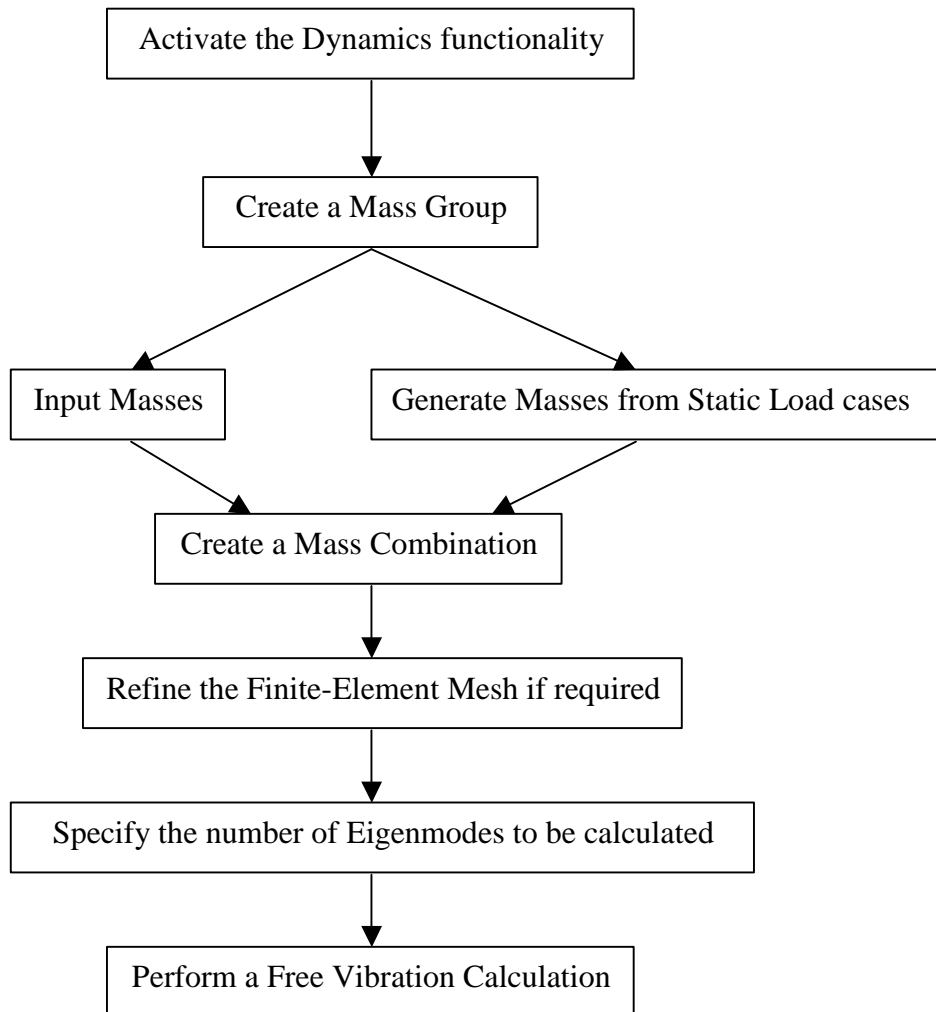 Activate the Dynamics functionality
Create a Mass Group
Input Masses
Generate Masses from Static Load cases
Create a Mass Combination
Refine the Finite-Element Mesh if required
Specify the number of Eigenmodes to be calculated
Perform a Free Vibration Calculation